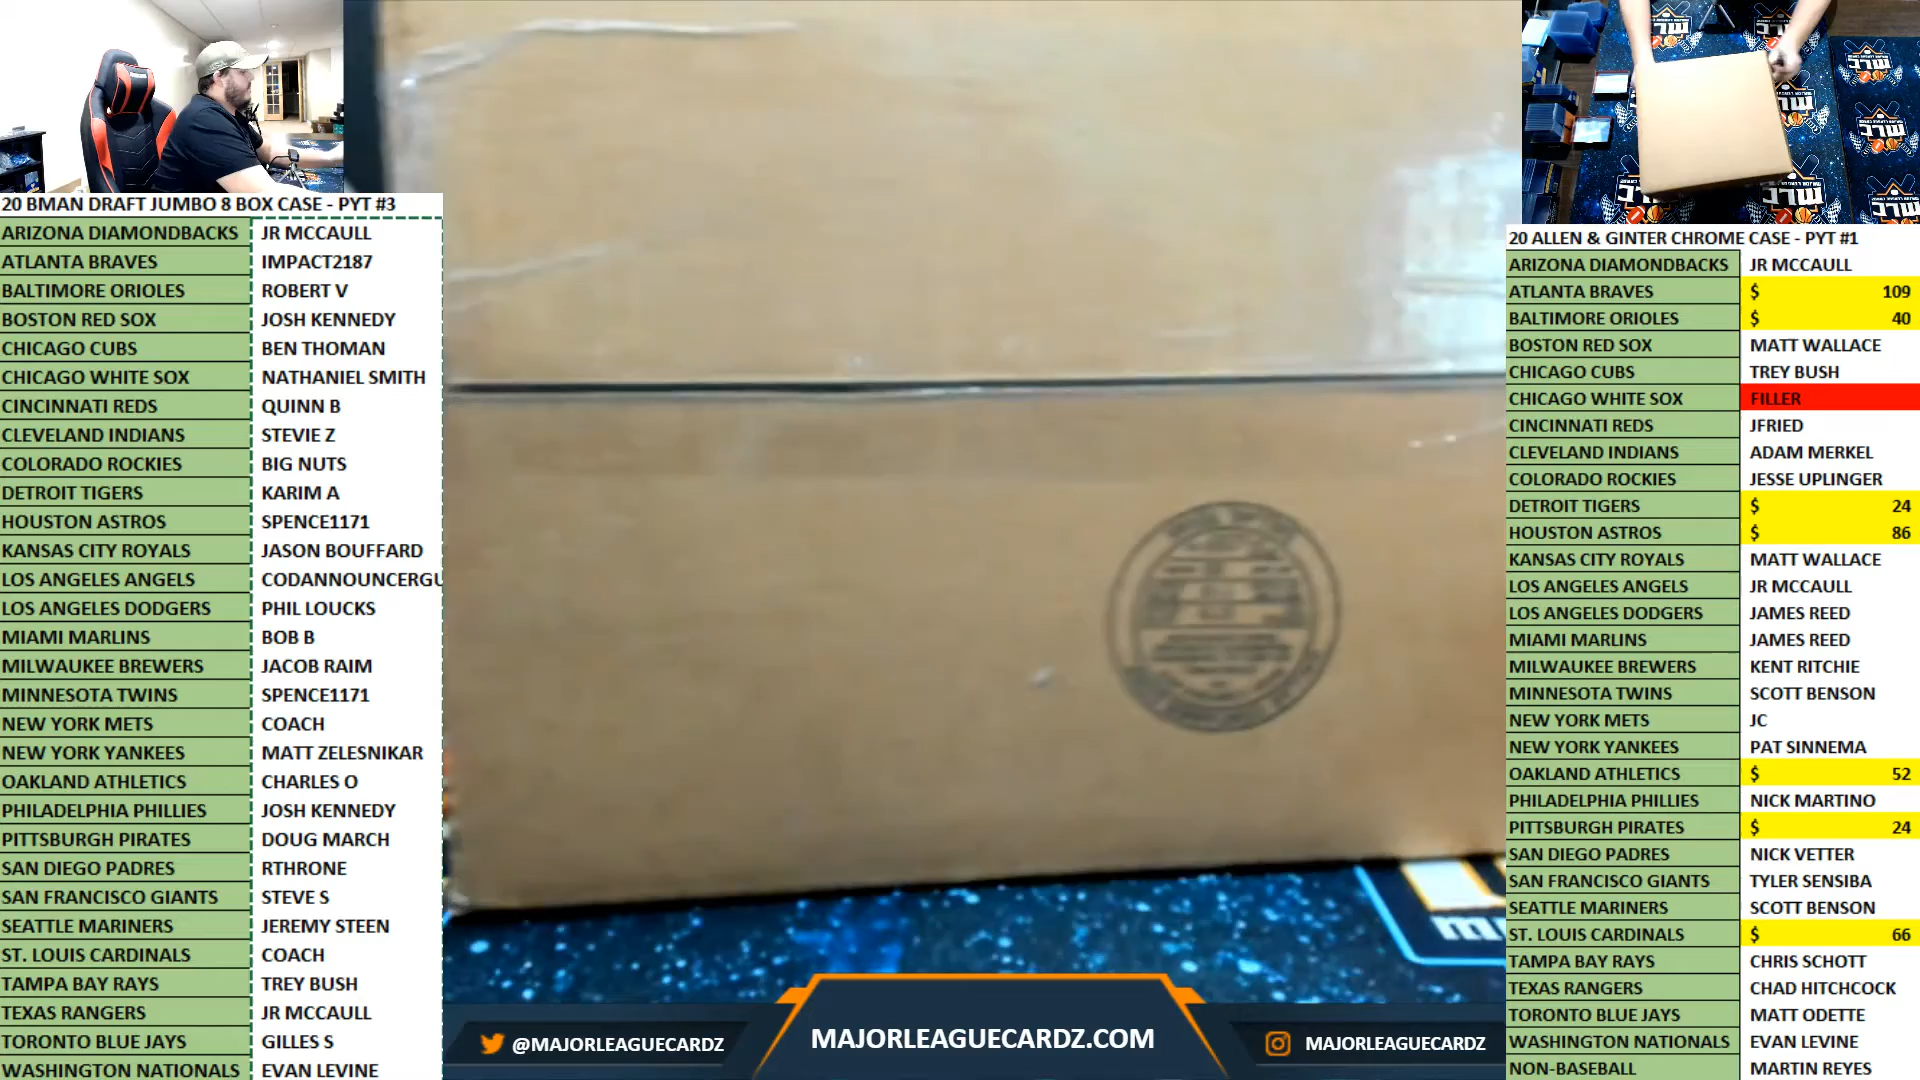 20 BMAN DRAFT JUMBO 8 BOX CASE - PYT #3
ARIZONA DIAMONDBACKS JR MCCAULL
ATLANTA BRAVES IMPACT2187
BALTIMORE ORIOLES ROBERT V
BOSTON RED SOX JOSH KENNEDY
CHICAGO CUBS BEN THOMAN
CHICAGO WHITE SOX NATHANIEL SMITH
CINCINNATI REDS QUINN B
CLEVELAND INDIANS STEVIE Z
COLORADO ROCKIES BIG NUTS
DETROIT TIGERS KARIM A
HOUSTON ASTROS SPENCE1171
KANSAS CITY ROYALS JASON BOUFFARD
LOS ANGELES ANGELS CODANNOUNCERGU
LOS ANGELES DODGERS PHIL LOUCKS
MIAMI MARLINS BOB B
MILWAUKEE BREWERS JACOB RAIM
MINNESOTA TWINS SPENCE1171
NEW YORK METS COACH
NEW YORK YANKEES MATT ZELESNIKAR
OAKLAND ATHLETICS CHARLES O
PHILADELPHIA PHILLIES JOSH KENNEDY
PITTSBURGH PIRATES DOUG MARCH
SAN DIEGO PADRES RTHRONE
SAN FRANCISCO GIANTS STEVE S
SEATTLE MARINERS JEREMY STEEN
ST. LOUIS CARDINALS COACH
TAMPA BAY RAYS TREY BUSH
TEXAS RANGERS JR MCCAULL
TORONTO BLUE JAYS GILLES S
WASHINGTON NATIONALS EVAN LEVINE
@MAJORLEAGUECARDZ
MAJORLEAGUECARDZ.COM
MAJORLEAGUECARDZ
20 ALLEN & GINTER CHROME CASE - PYT #1
ARIZONA DIAMONDBACKS JR MCCAULL
ATLANTA BRAVES $ 109
BALTIMORE ORIOLES $ 40
BOSTON RED SOX MATT WALLACE
CHICAGO CUBS TREY BUSH
CHICAGO WHITE SOX FILLER
CINCINNATI REDS JFRIED
CLEVELAND INDIANS ADAM MERKEL
COLORADO ROCKIES JESSE UPLINGER
DETROIT TIGERS $ 24
HOUSTON ASTROS $ 86
KANSAS CITY ROYALS MATT WALLACE
LOS ANGELES ANGELS JR MCCAULL
LOS ANGELES DODGERS JAMES REED
MIAMI MARLINS JAMES REED
MILWAUKEE BREWERS KENT RITCHIE
MINNESOTA TWINS SCOTT BENSON
NEW YORK METS JC
NEW YORK YANKEES PAT SINNEMA
OAKLAND ATHLETICS $ 52
PHILADELPHIA PHILLIES NICK MARTINO
PITTSBURGH PIRATES $ 24
SAN DIEGO PADRES NICK VETTER
SAN FRANCISCO GIANTS TYLER SENSIBA
SEATTLE MARINERS SCOTT BENSON
ST. LOUIS CARDINALS $ 66
TAMPA BAY RAYS CHRIS SCHOTT
TEXAS RANGERS CHAD HITCHCOCK
TORONTO BLUE JAYS MATT ODETTE
WASHINGTON NATIONALS EVAN LEVINE
NON-BASEBALL MARTIN REYES